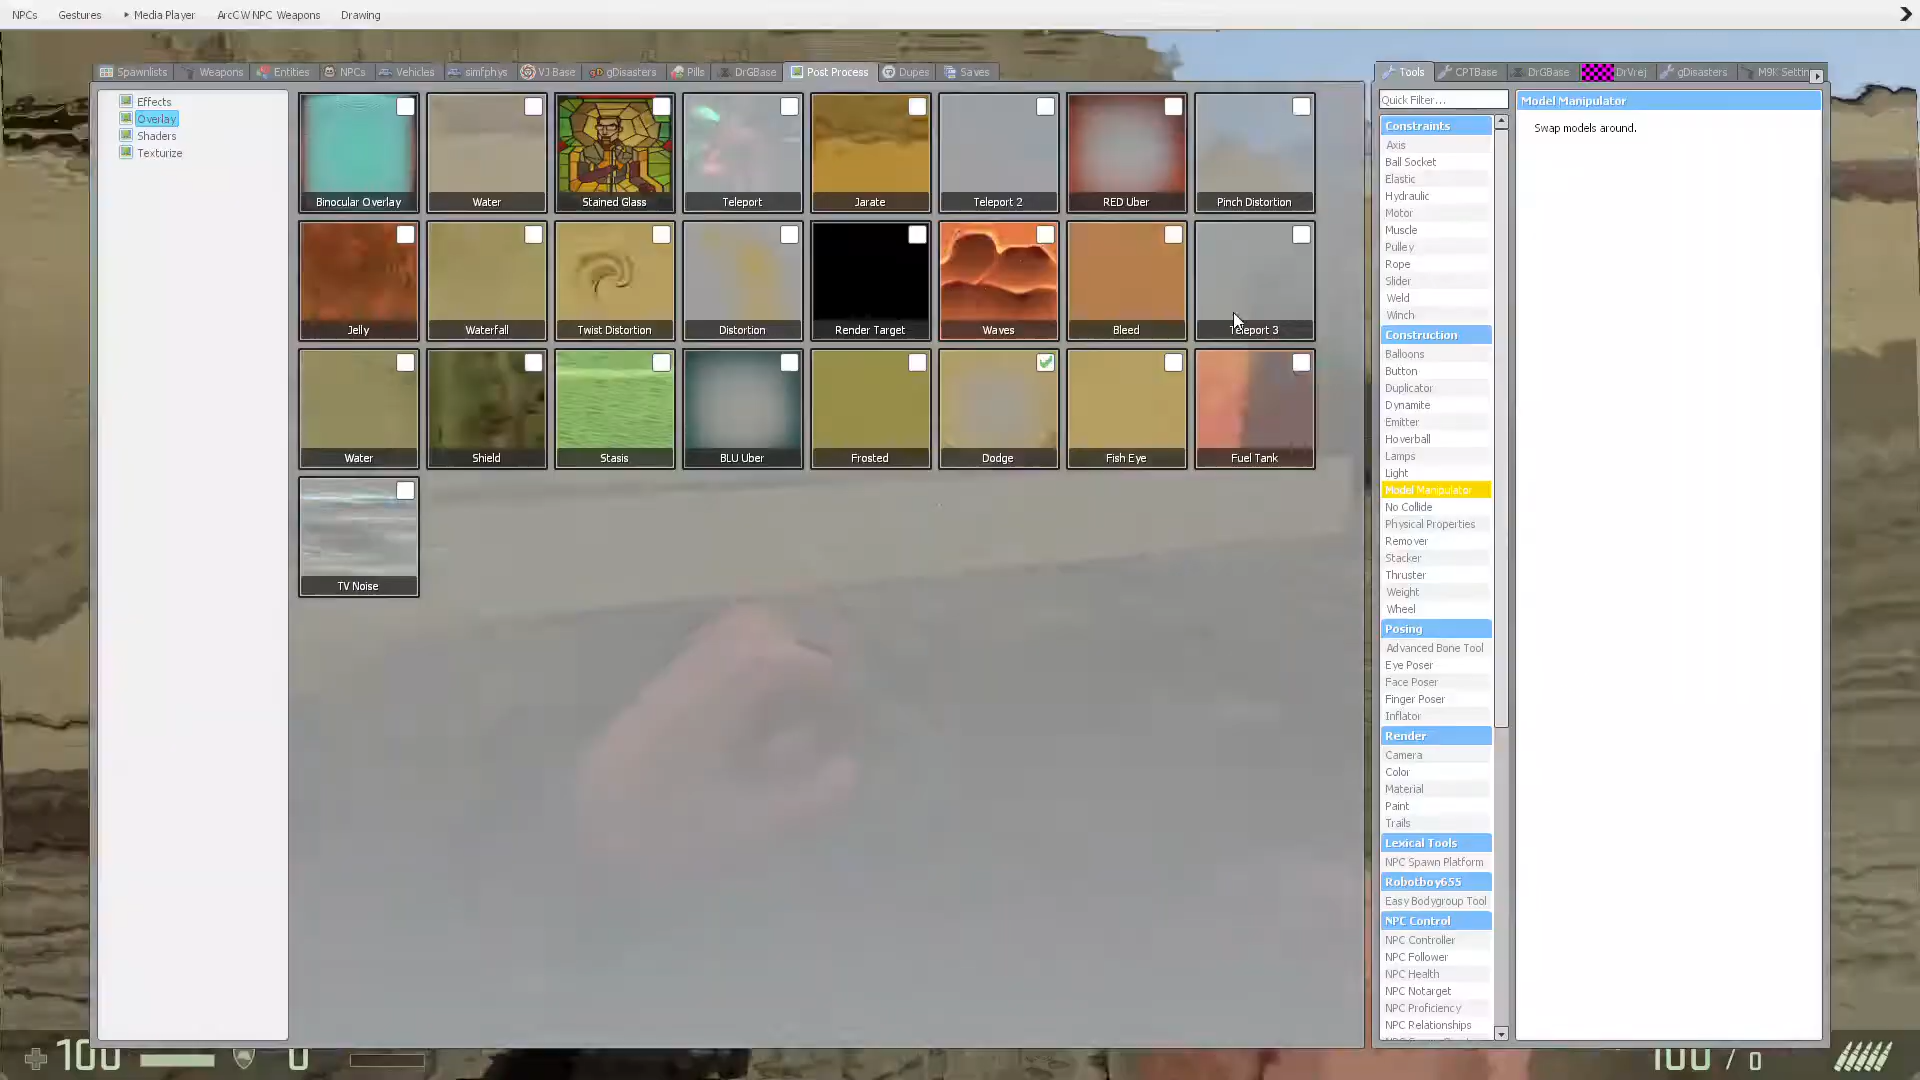 NPCs Gestures Media Player ArcCW NPC Weapons Drawing
Spawnlists Weapons Entities NPCs Vehicles simfphys VJ Base gDisasters Pills DrGBase Post Process Dupes Saves
Effects
Overlay
Shaders
Texturize
Binocular Overlay Water Stained Glass Teleport Jarate Teleport 2 RED Uber Pinch Distortion
Jelly Waterfall Twist Distortion Distortion Render Target Waves Bleed Teleport 3
Water Shield Stasis BLU Uber Frosted Dodge Fish Eye Fuel Tank
TV Noise
Tools CPTBase DrGBase DrVrej gDisasters M9K Settin
Quick Filter...
Constraints
Axis
Ball Socket
Elastic
Hydraulic
Motor
Muscle
Pulley
Rope
Slider
Weld
Winch
Construction
Balloons
Button
Duplicator
Dynamite
Emitter
Hoverball
Lamps
Light
Model Manipulator
No Collide
Physical Properties
Remover
Stacker
Thruster
Weight
Wheel
Posing
Advanced Bone Tool
Eye Poser
Face Poser
Finger Poser
Inflator
Render
Camera
Color
Material
Paint
Trails
Lexical Tools
NPC Spawn Platform
Robotboy655
Easy Bodygroup Tool
NPC Control
NPC Controller
NPC Follower
NPC Health
NPC Notarget
NPC Proficiency
NPC Relationships
Model Manipulator
Swap models around.
100 0 100 / 0